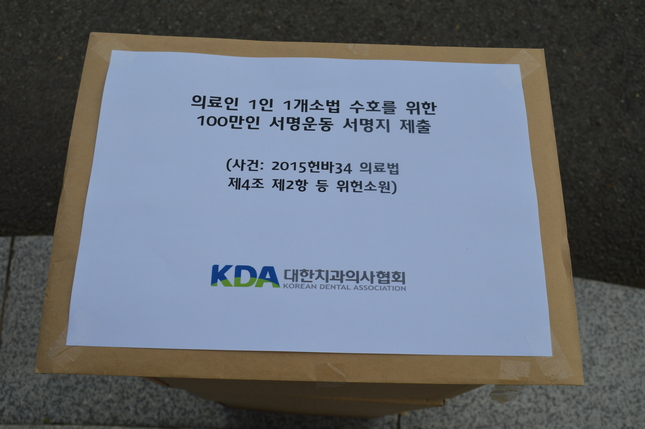 의료인 1인 1개소법 수호를 위한
100만인 서명운동 서명지 제출
(사건: 2015헌바34 의료법
제4조 제2항 등 위헌소원)
KDA 대한치과의사협회
KOREAN DENTAL ASSOCIATION